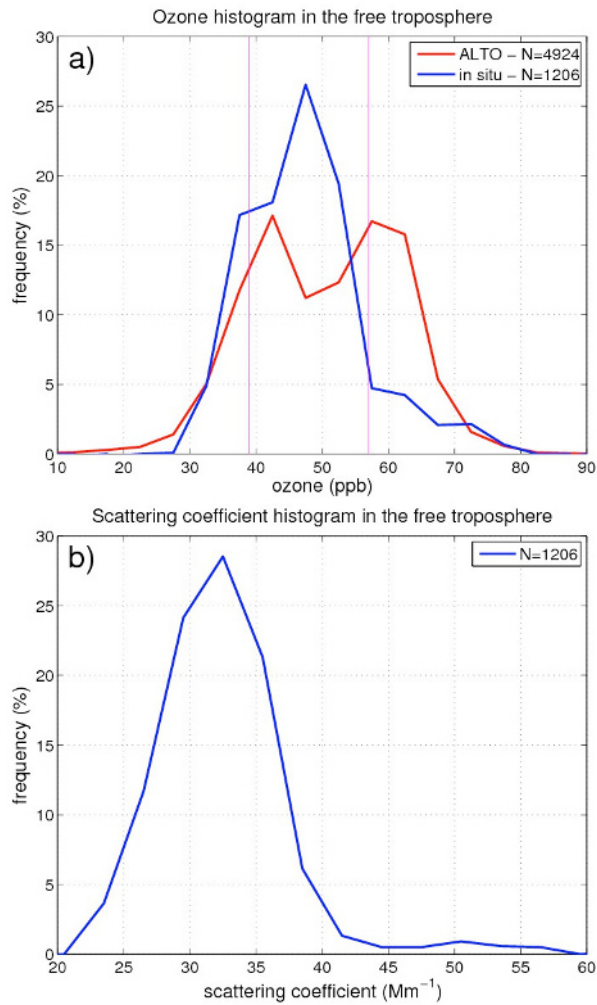 Ozone histogram in the free troposphere
30
25
20
15
10
5
0
frequency (%)
a)
ALTO – N=4924
in situ – N=1206
10 20 30 40 50 60 70 80 90
ozone (ppb)
Scattering coefficient histogram in the free troposphere
30
25
20
15
10
5
0
frequency (%)
b)
N=1206
20 25 30 35 40 45 50 55 60
scattering coefficient (Mm⁻¹)